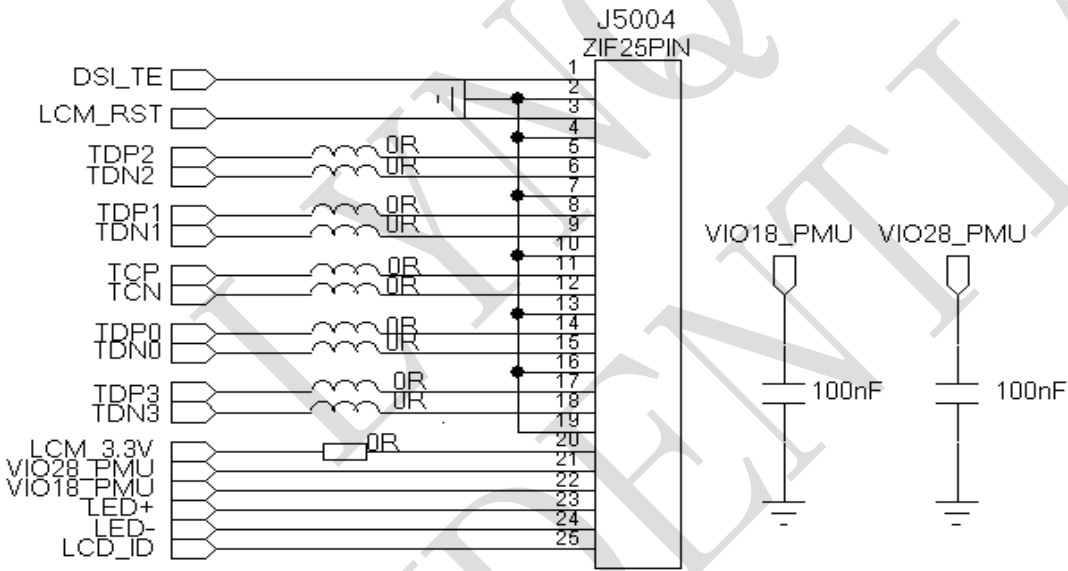 J5004
ZIF25PIN
DSI_TE
1
2
LCM_RST
3
4
TDP2
0R
5
TDN2
0R
6
7
TDP1
0R
8
TDN1
0R
9
10
TCP
0R
11
TCN
0R
12
13
TDP0
0R
14
TDN0
0R
15
16
TDP3
0R
17
TDN3
0R
18
19
LCM_3.3V
0R
20
VIO28_PMU
21
VIO18_PMU
22
LED+
23
LED-
24
LCD_ID
25
VIO18_PMU
VIO28_PMU
100nF
100nF